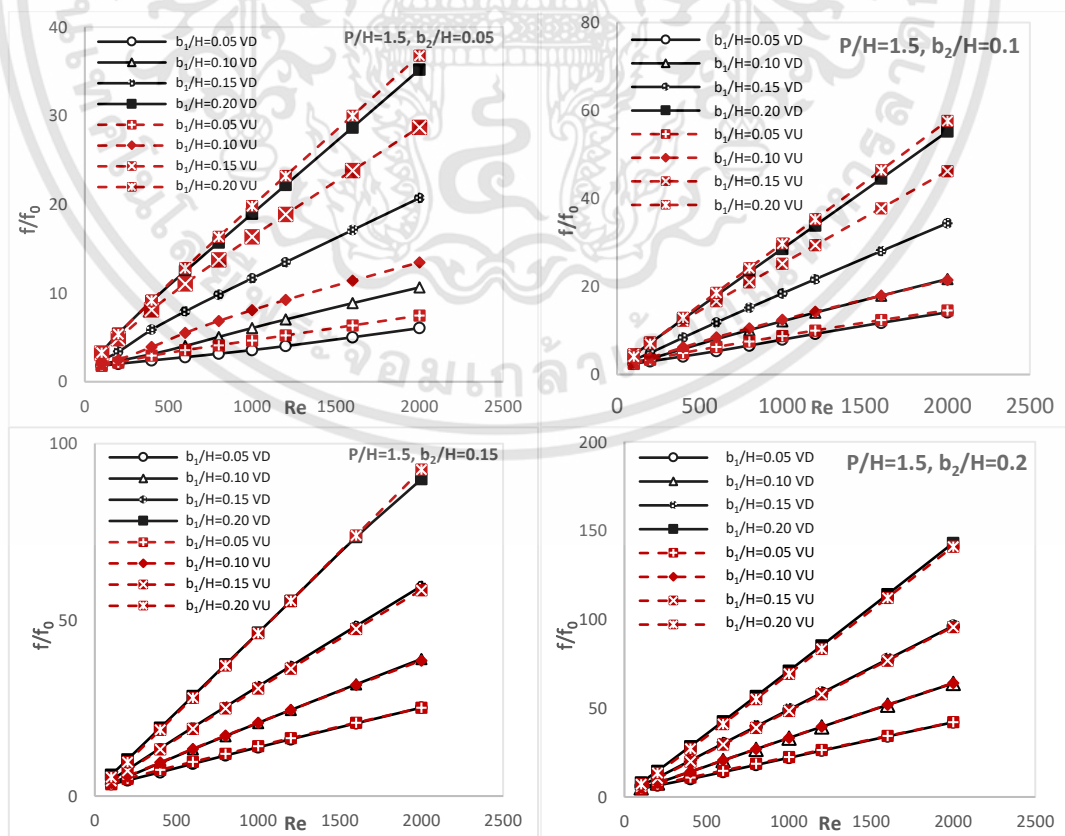 P/H=1.5, b₂/H=0.05
40
30
20
10
0
f/f₀
b₁/H=0.05 VD
b₁/H=0.10 VD
b₁/H=0.15 VD
b₁/H=0.20 VD
b₁/H=0.05 VU
b₁/H=0.10 VU
b₁/H=0.15 VU
b₁/H=0.20 VU
0 500 1000 1500 2000 2500
Re
P/H=1.5, b₂/H=0.1
80
60
40
20
0
f/f₀
b₁/H=0.05 VD
b₁/H=0.10 VD
b₁/H=0.15 VD
b₁/H=0.20 VD
b₁/H=0.05 VU
b₁/H=0.10 VU
b₁/H=0.15 VU
b₁/H=0.20 VU
0 500 1000 1500 2000 2500
Re
P/H=1.5, b₂/H=0.15
100
50
0
f/f₀
b₁/H=0.05 VD
b₁/H=0.10 VD
b₁/H=0.15 VD
b₁/H=0.20 VD
b₁/H=0.05 VU
b₁/H=0.10 VU
b₁/H=0.15 VU
b₁/H=0.20 VU
0 500 1000 1500 2000 2500
Re
P/H=1.5, b₂/H=0.2
200
150
100
50
0
f/f₀
b₁/H=0.05 VD
b₁/H=0.10 VD
b₁/H=0.15 VD
b₁/H=0.20 VD
b₁/H=0.05 VU
b₁/H=0.10 VU
b₁/H=0.15 VU
b₁/H=0.20 VU
0 500 1000 1500 2000 2500
Re